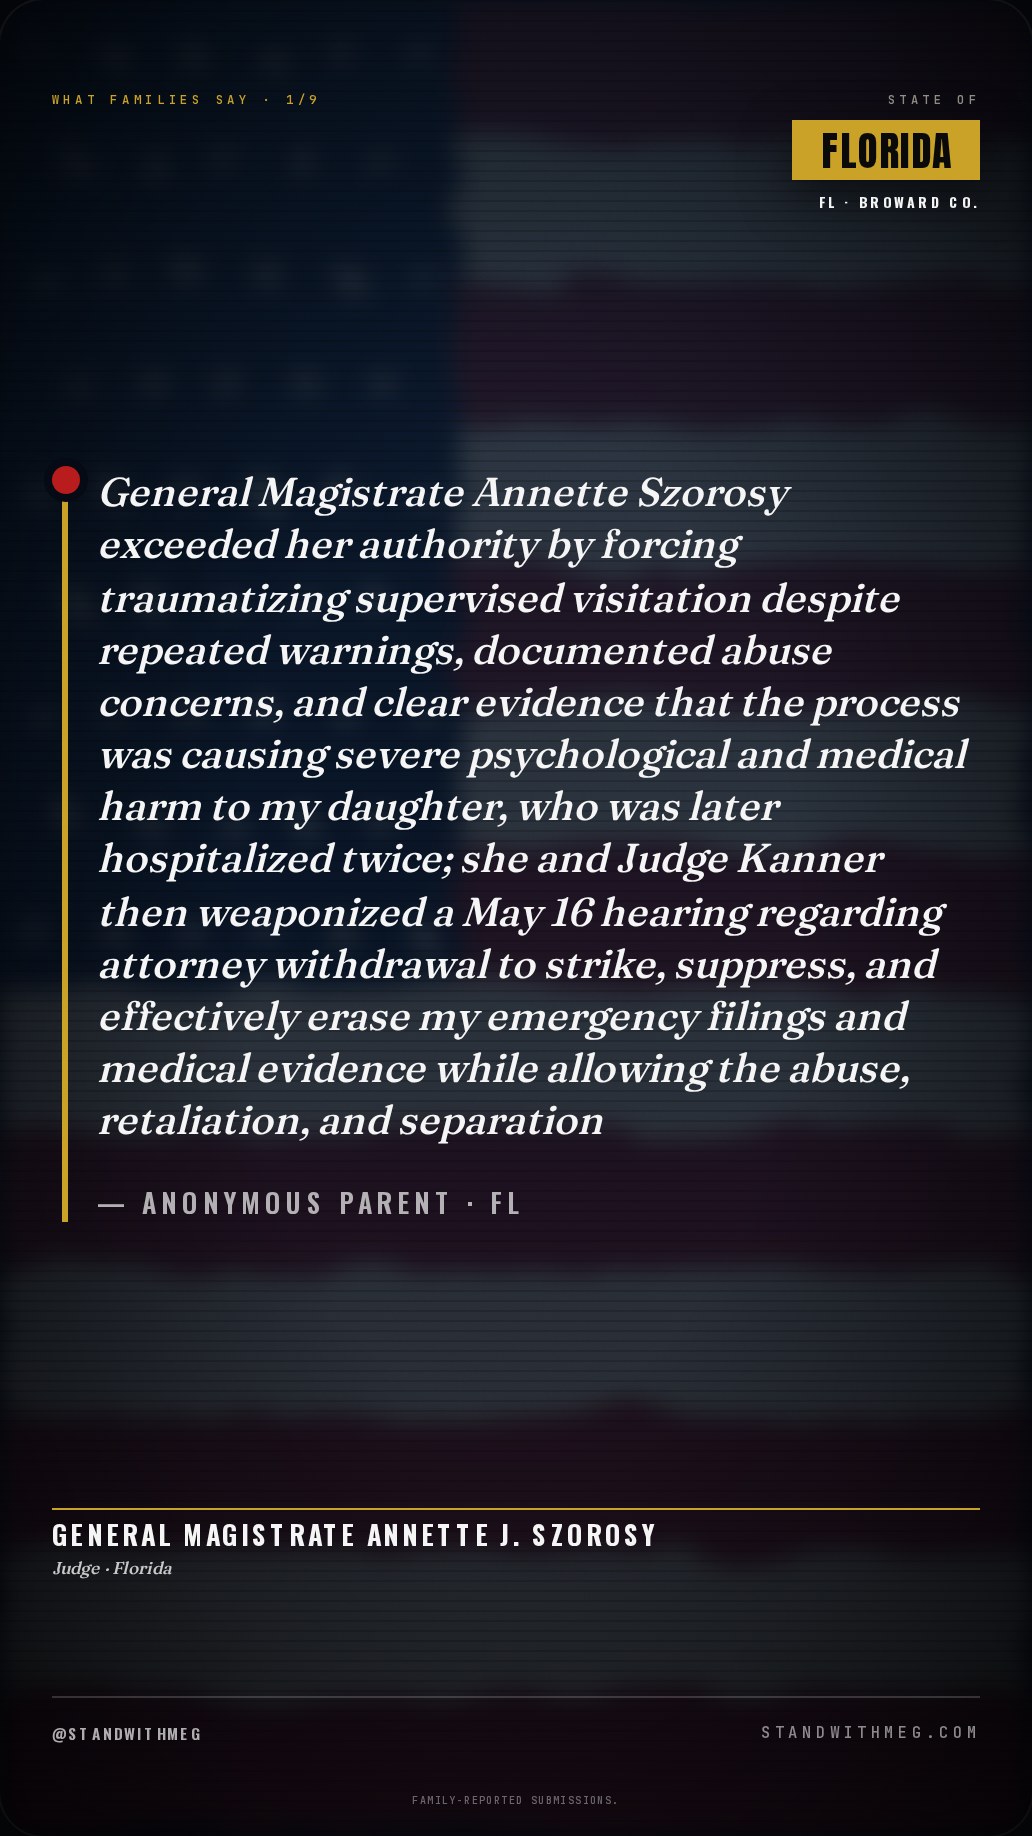 WHAT FAMILIES SAY · 1/9
STATE OF
FLORIDA
FL · BROWARD CO.
General Magistrate Annette Szorosy
exceeded her authority by forcing
traumatizing supervised visitation despite
repeated warnings, documented abuse
concerns, and clear evidence that the process
was causing severe psychological and medical
harm to my daughter, who was later
hospitalized twice; she and Judge Kanner
then weaponized a May 16 hearing regarding
attorney withdrawal to strike, suppress, and
effectively erase my emergency filings and
medical evidence while allowing the abuse,
retaliation, and separation
— ANONYMOUS PARENT · FL
GENERAL MAGISTRATE ANNETTE J. SZOROSY
Judge · Florida
@STANDWITHMEG
STANDWITHMEG.COM
FAMILY-REPORTED SUBMISSIONS.